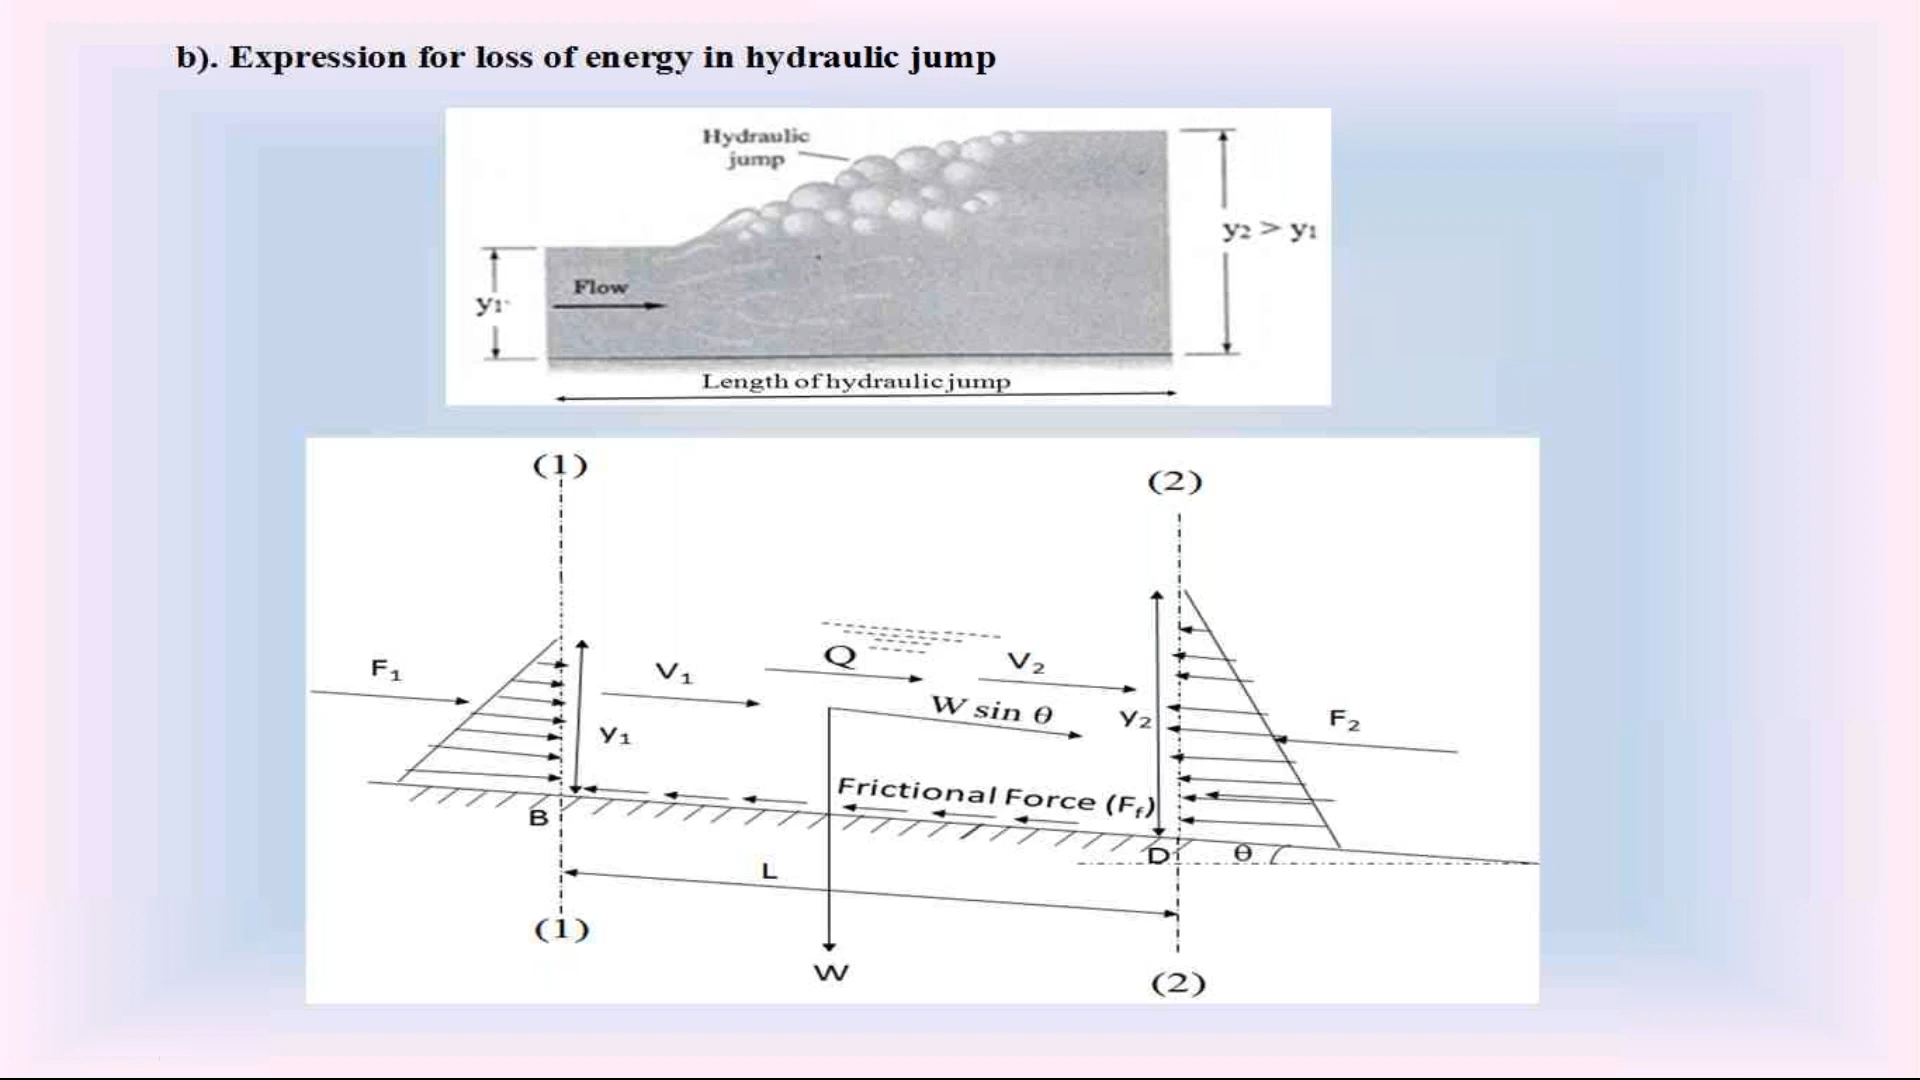 b). Expression for loss of energy in hydraulic jump
Hydraulic
jump
y₂ > y₁
Flow
y₁
Length of hydraulic jump
(1)
(2)
F₁
V₁
Q
V₂
W sin θ
y₂
F₂
y₁
Frictional Force (F_f)
B
D
θ
L
(1)
W
(2)